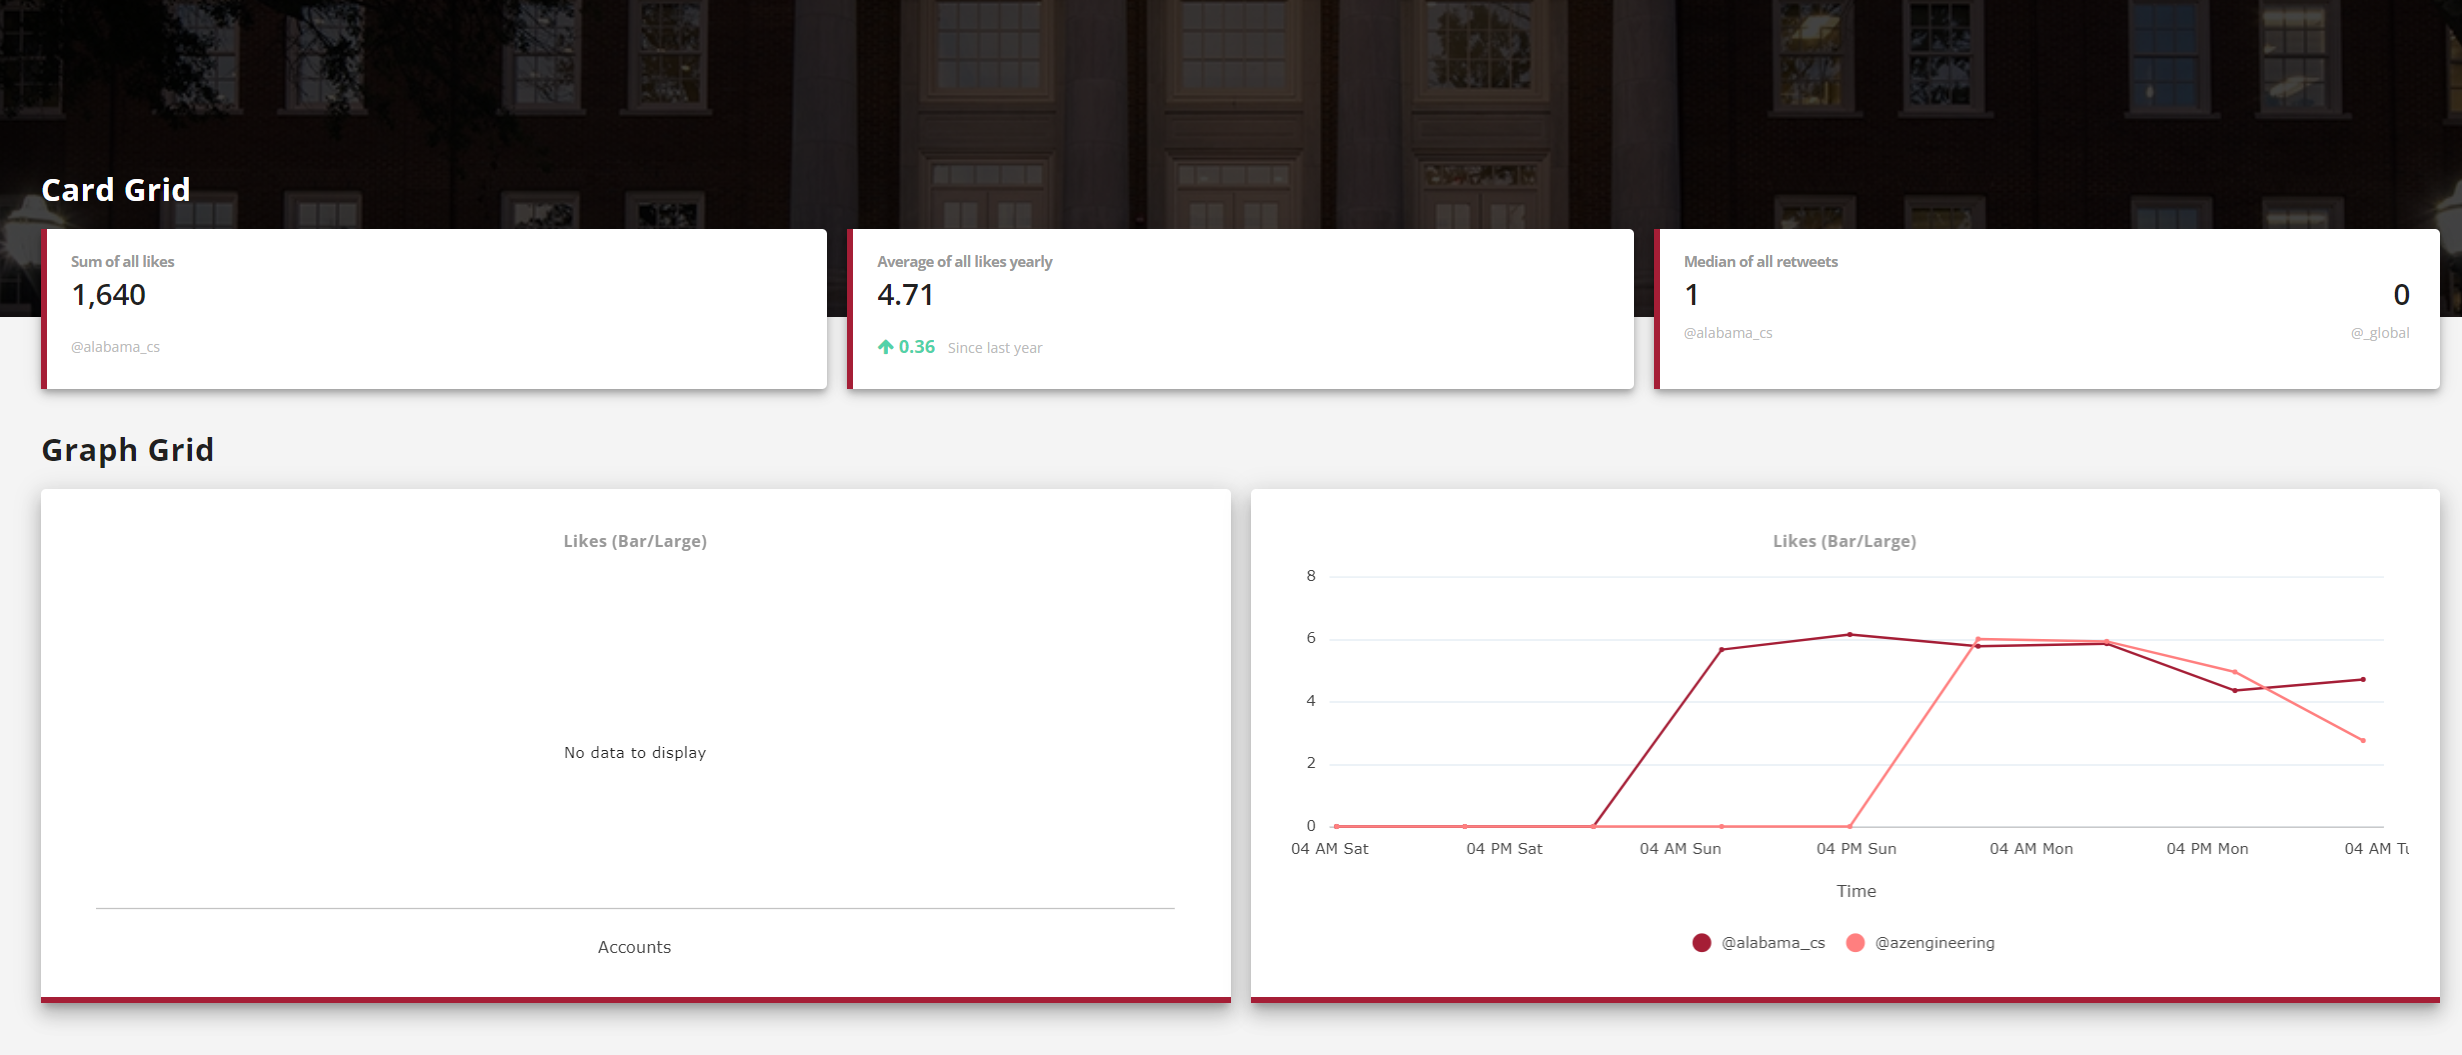 Card Grid
Sum of all likes
1,640
@alabama_cs
Average of all likes yearly
4.71
0.36 Since last year
Median of all retweets
1 0
@alabama_cs @_global
Graph Grid
Likes (Bar/Large)
No data to display
Accounts
Likes (Bar/Large)
8
6
4
2
0
04 AM Sat 04 PM Sat 04 AM Sun 04 PM Sun 04 AM Mon 04 PM Mon 04 AM
Time
@alabama_cs @azengineering